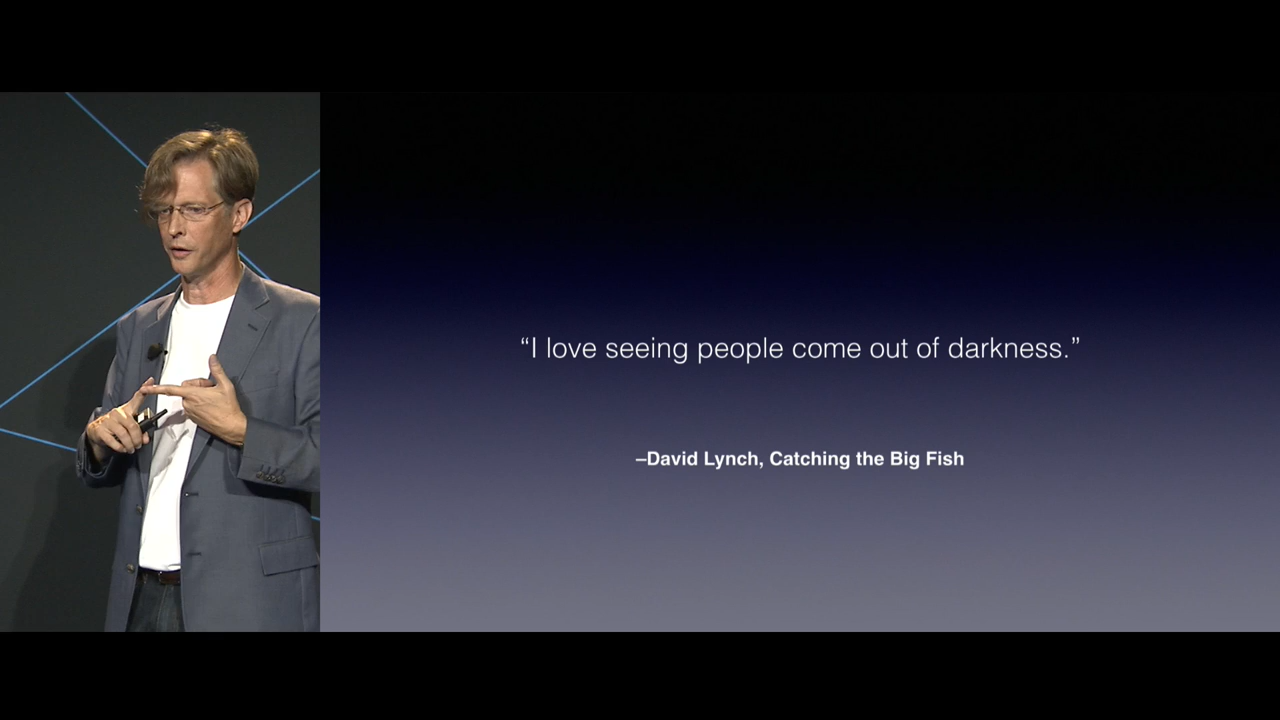 “I love seeing people come out of darkness.”
–David Lynch, Catching the Big Fish